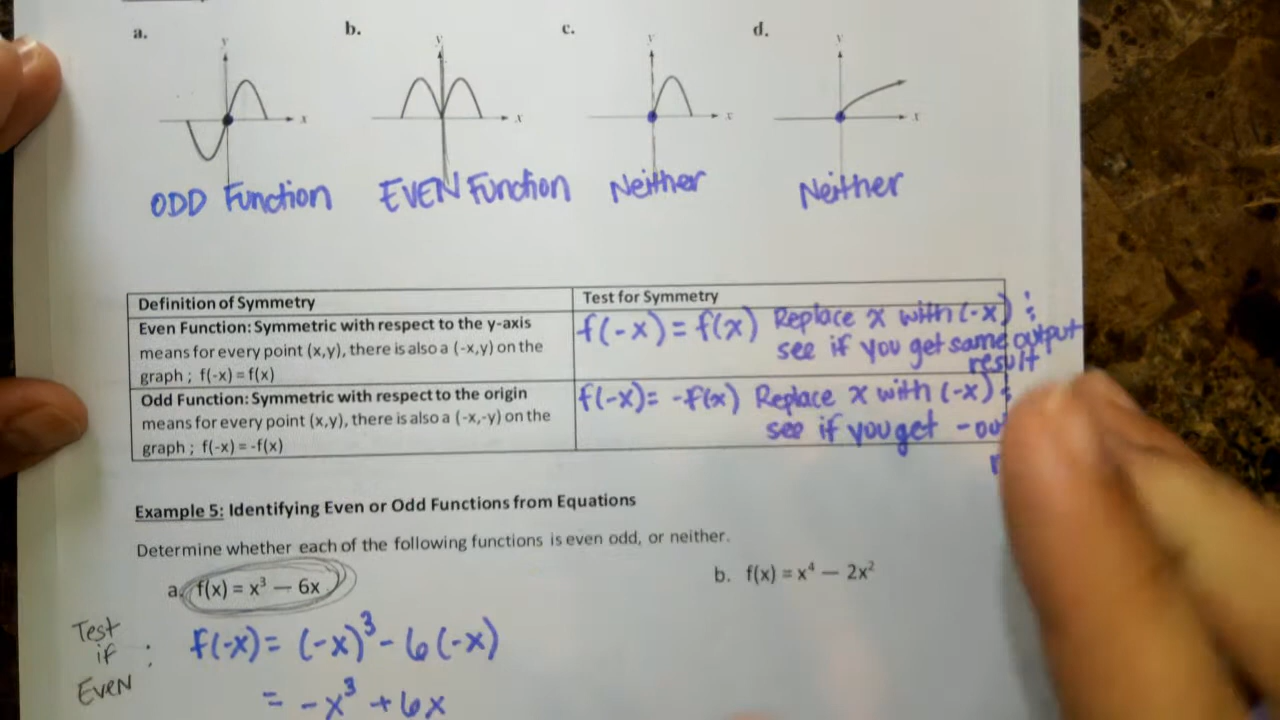 a. b. c. d.
y y y y
x x x x
ODD Function EVEN Function Neither Neither
Definition of Symmetry
Test for Symmetry
Even Function: Symmetric with respect to the y-axis
means for every point (x,y), there is also a (-x,y) on the
graph ; f(-x) = f(x)
f(-x) = f(x) Replace x with (-x) ;
see if you get same output
result
Odd Function: Symmetric with respect to the origin
means for every point (x,y), there is also a (-x,-y) on the
graph ; f(-x) = -f(x)
f(-x) = -f(x) Replace x with (-x)
see if you get -
Example 5: Identifying Even or Odd Functions from Equations
Determine whether each of the following functions is even odd, or neither.
a. f(x) = x³ — 6x
b. f(x) = x⁴ — 2x²
Test
if :
Even
f(-x) = (-x)³ - 6(-x)
= -x³ + 6x